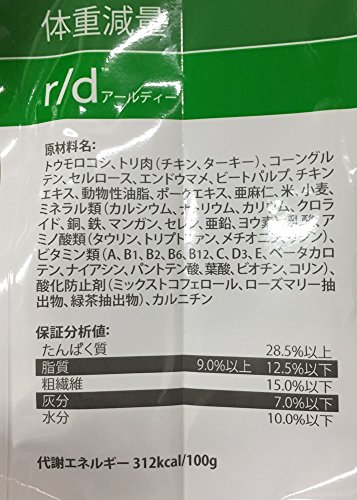 体重減量
r/d™アールディー
原材料名:
トウモロコシ、トリ肉(チキン、ターキー)、コーングル
テン、セルロース、エンドウマメ、ビートパルプ、チキン
エキス、動物性油脂、ポークエキス、亜麻仁、米、小麦、
ミネラル類(カルシウム、ナトリウム、カリウム、クロラ
イド、銅、鉄、マンガン、セレン、亜鉛、ヨウ素)、乳酸、ア
ミノ酸類(タウリン、トリプトファン、メチオニン、リジン)、
ビタミン類(A、B1、B2、B6、B12、C、D3、E、ベータカロ
テン、ナイアシン、パントテン酸、葉酸、ビオチン、コリン)、
酸化防止剤(ミックストコフェロール、ローズマリー抽
出物、緑茶抽出物)、カルニチン
保証分析値:
たんぱく質 28.5%以上
脂質 9.0%以上 12.5%以下
粗繊維 15.0%以下
灰分 7.0%以下
水分 10.0%以下
代謝エネルギー 312kcal/100g